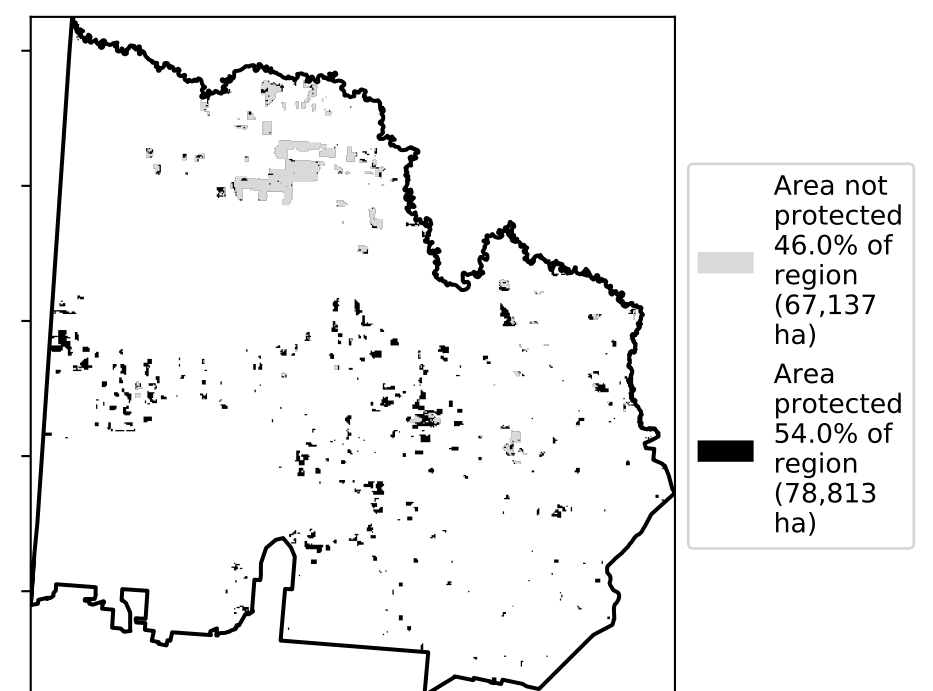 Area not
protected
46.0% of
region
(67,137
ha)
Area
protected
54.0% of
region
(78,813
ha)